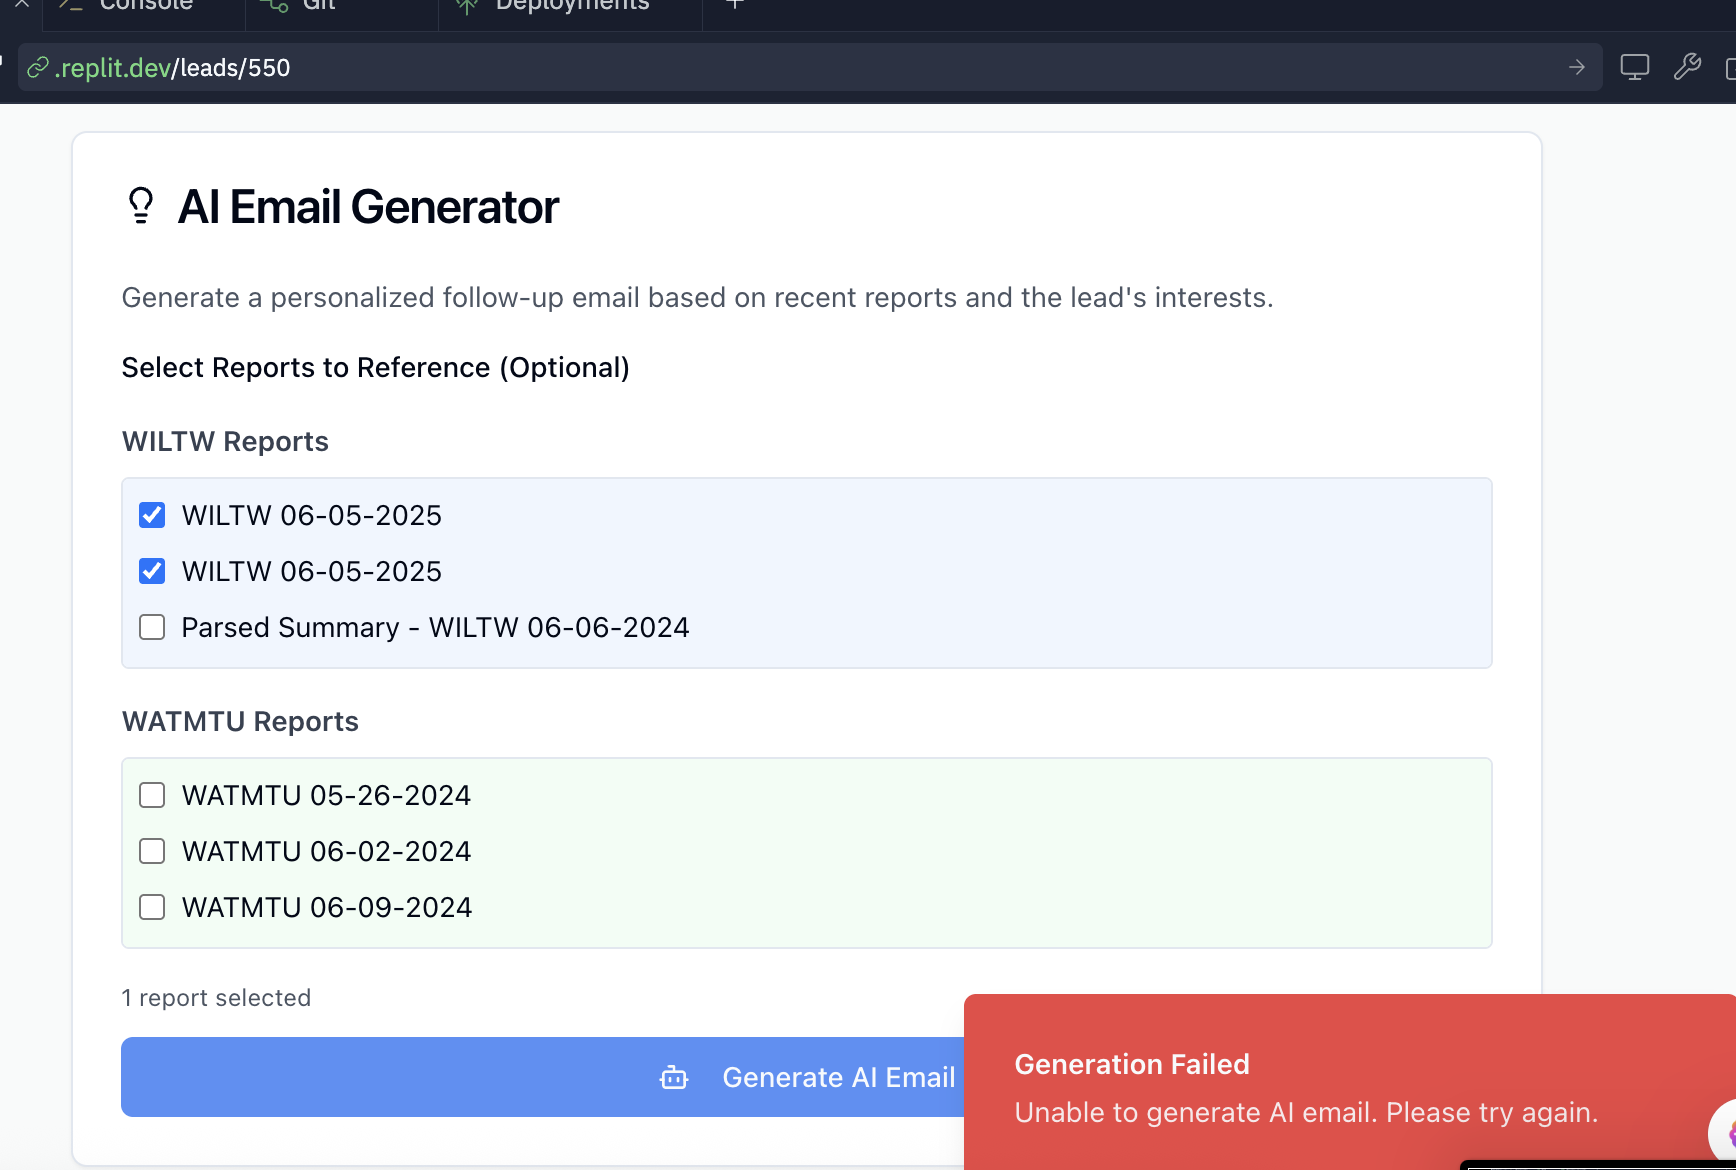 Console Git Deployments
.replit.dev/leads/550
AI Email Generator
Generate a personalized follow-up email based on recent reports and the lead's interests.
Select Reports to Reference (Optional)
WILTW Reports
WILTW 06-05-2025
WILTW 06-05-2025
Parsed Summary - WILTW 06-06-2024
WATMTU Reports
WATMTU 05-26-2024
WATMTU 06-02-2024
WATMTU 06-09-2024
1 report selected
Generate AI Email
Generation Failed
Unable to generate AI email. Please try again.